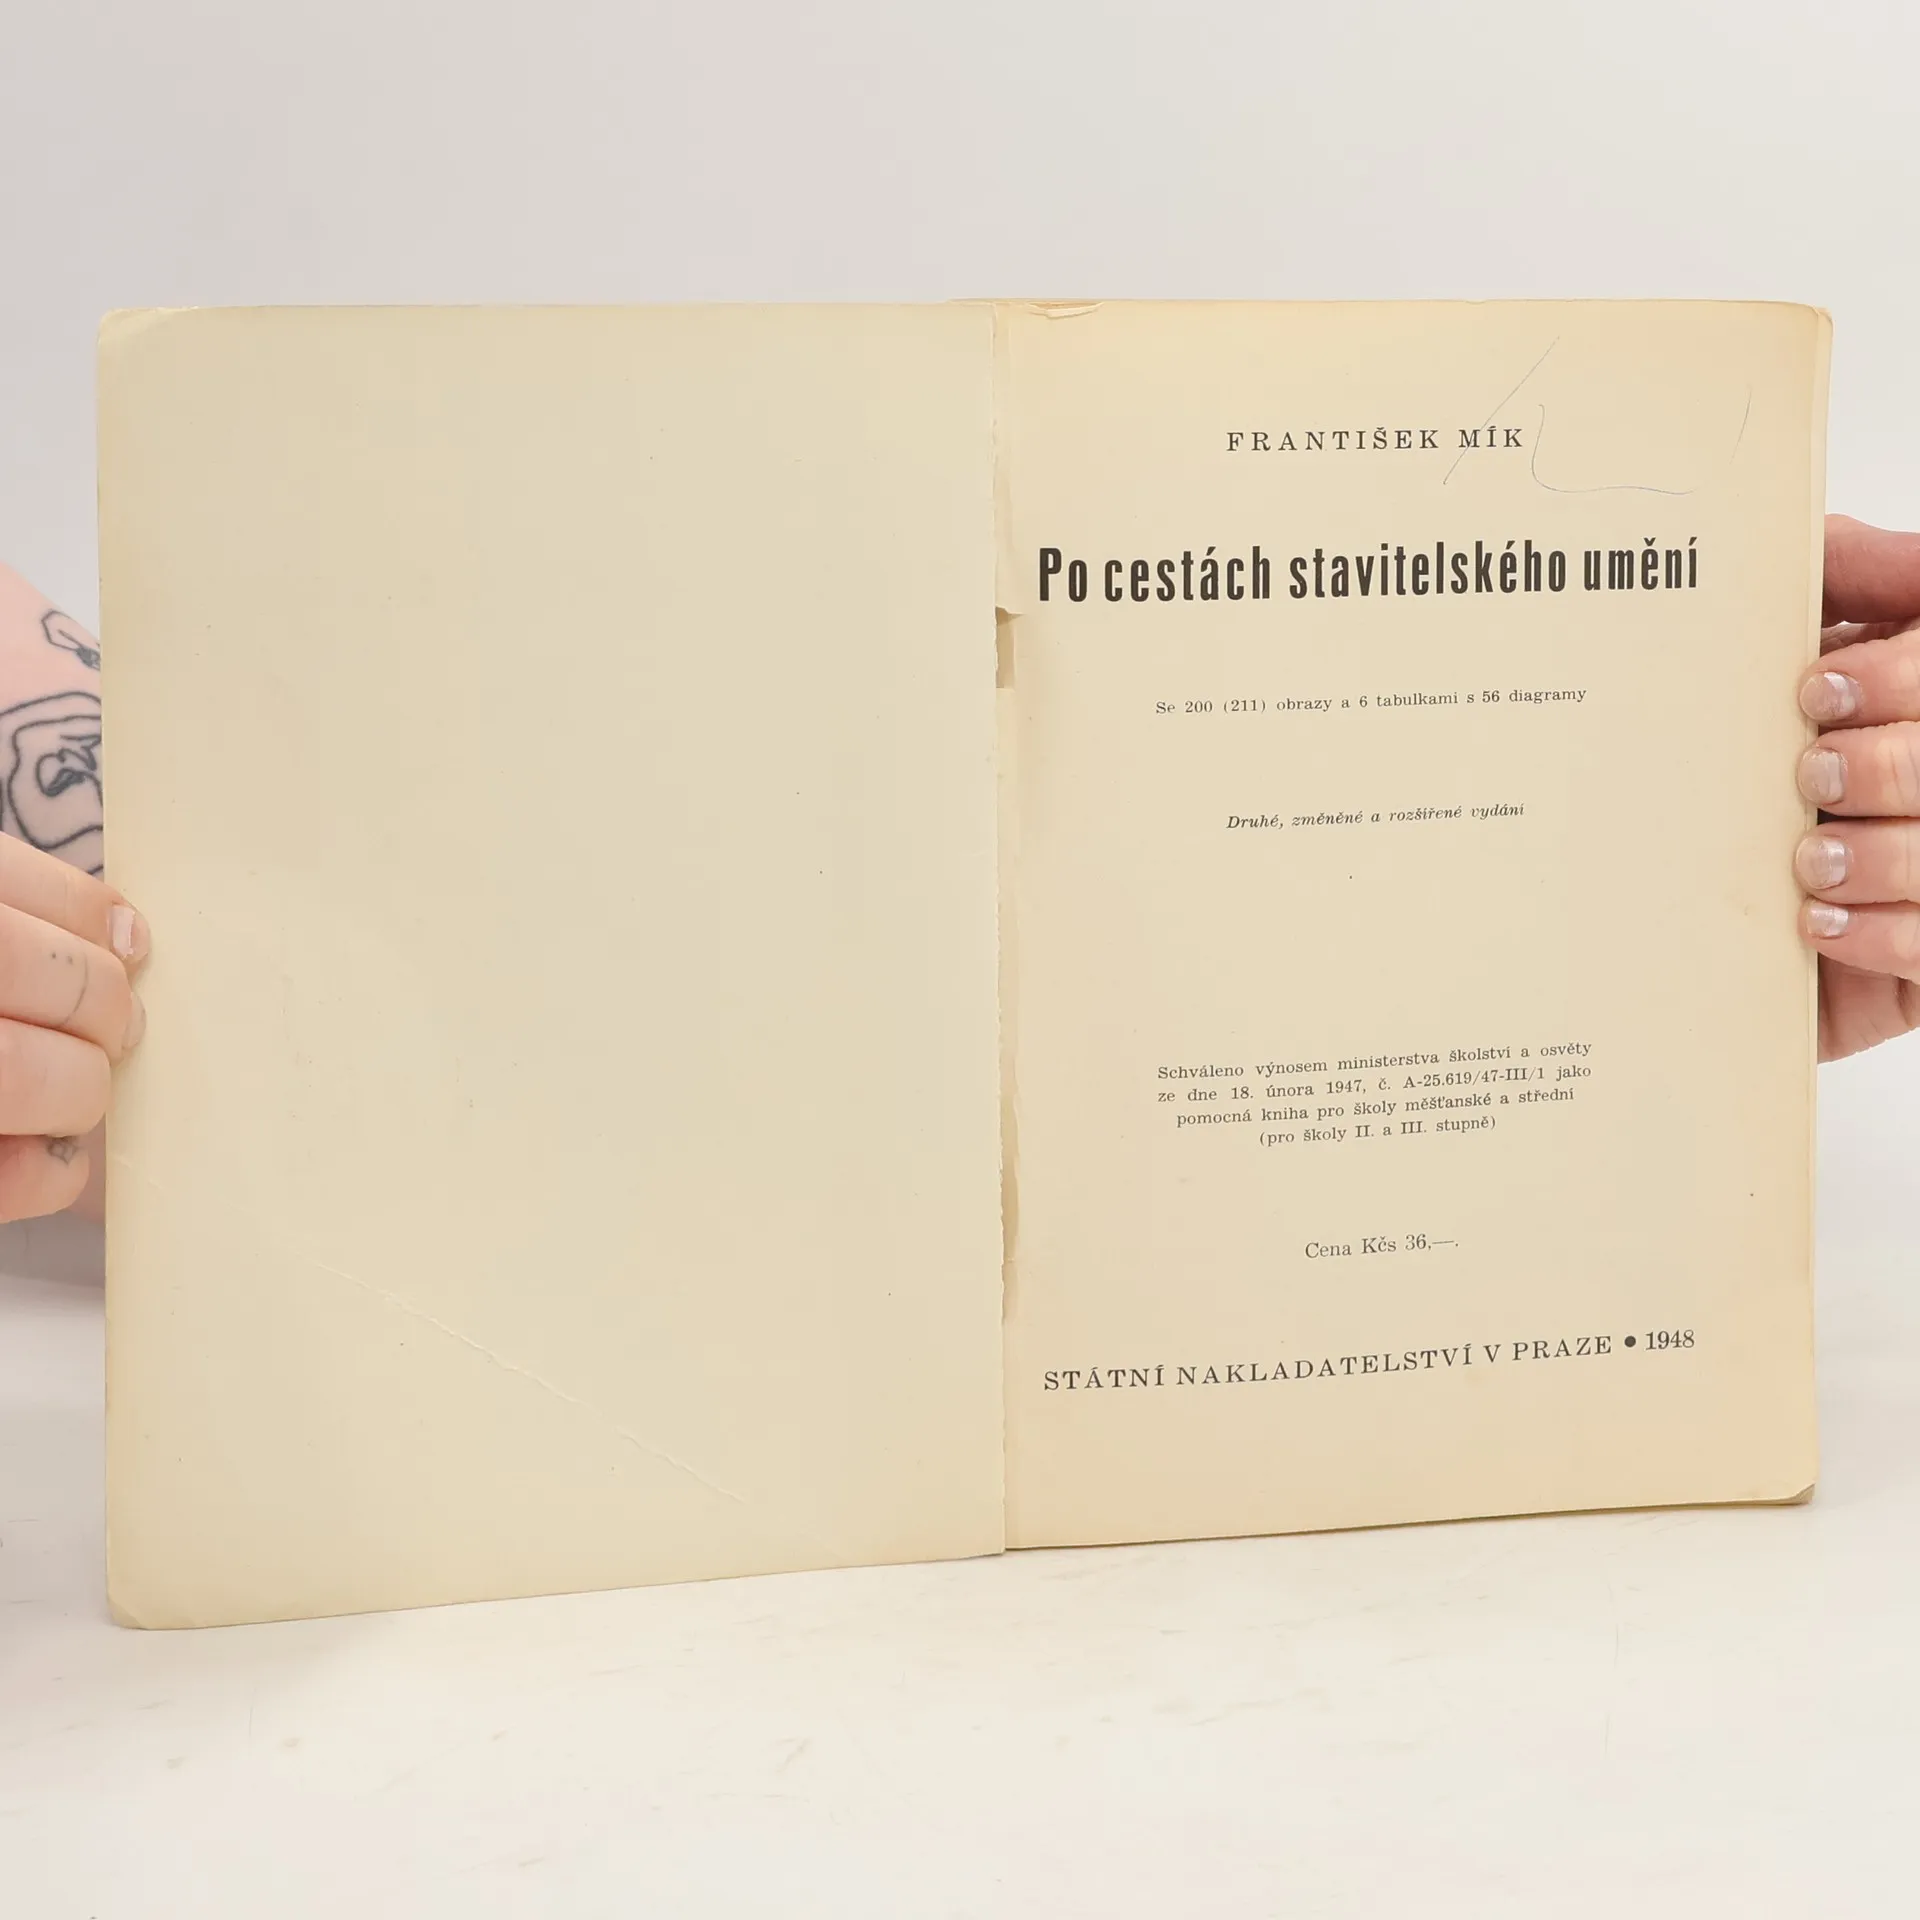 FRANTIŠEK MÍK
Po cestách stavitelského umění
Se 200 (211) obrazy a 6 tabulkami s 56 diagramy
Druhé, změněné a rozšířené vydání
Schváleno výnosem ministerstva školství a osvěty
ze dne 18. února 1947, č. A-25.619/47-III/1 jako
pomocná kniha pro školy měšťanské a střední
(pro školy II. a III. stupně)
Cena Kčs 36,—.
STÁTNÍ NAKLADATELSTVÍ V PRAZE • 1948